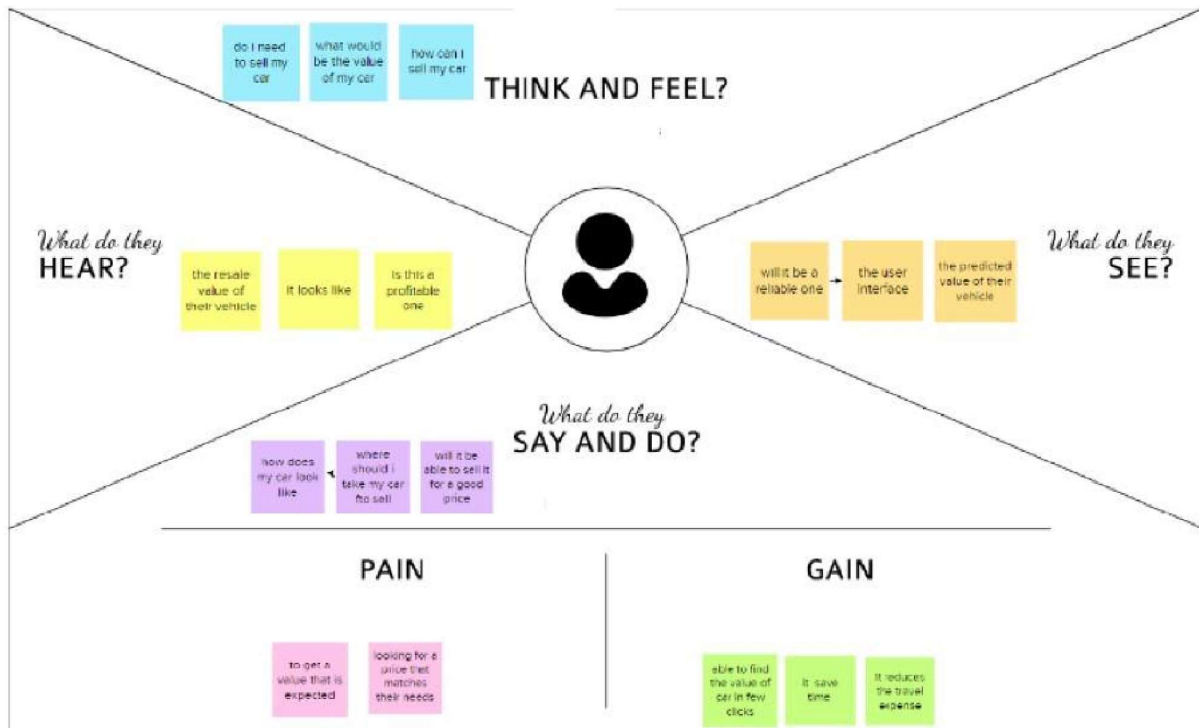 do I need
to sell my
car
what would
be the value
of my car
how can I
sell my car
THINK AND FEEL?
What do they
HEAR?
the resale
value of
their vehicle
it looks like
Is this a
profitable
one
will it be a
reliable one
the user
interface
the predicted
value of their
vehicle
What do they
SEE?
What do they
SAY AND DO?
how does
my car look
like
where
should i
take my car
fto sell
will it be
able to sell it
for a good
price
PAIN
GAIN
to get a
value that is
expected
looking for a
price that
matches
their needs
able to find
the value of
car in few
clicks
it save
time
it reduces
the travel
expense